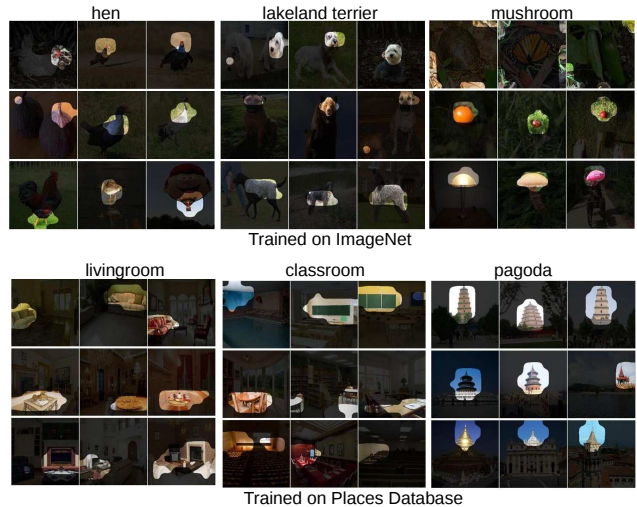 hen lakeland terrier mushroom
Trained on ImageNet
livingroom classroom pagoda
Trained on Places Database